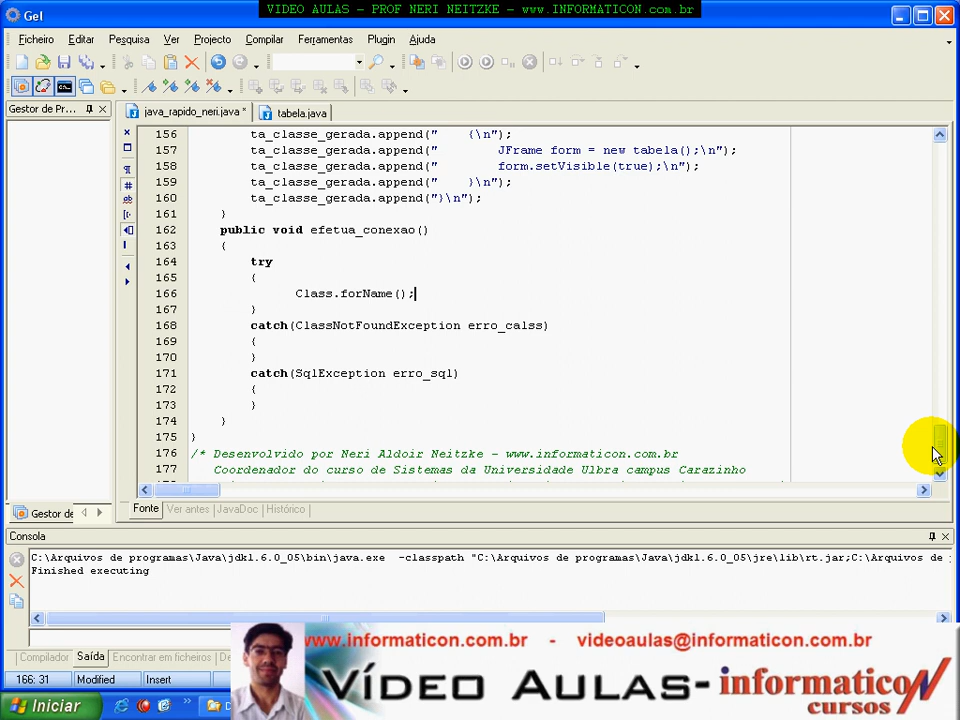 VIDEO AULAS - PROF NERI NEITZKE - www.INFORMATICON.com.br
Gel
Ficheiro Editar Pesquisa Ver Projecto Compilar Ferramentas Plugin Ajuda
Gestor de Pr...
java_rapido_neri.java * tabela.java
156 ta_classe_gerada.append("    {\n");
157 ta_classe_gerada.append("        JFrame form = new tabela();\n");
158 ta_classe_gerada.append("        form.setVisible(true);\n");
159 ta_classe_gerada.append("    }\n");
160 ta_classe_gerada.append("}\n");
161 }
162 public void efetua_conexao()
163 {
164 try
165 {
166 Class.forName();
167 }
168 catch(ClassNotFoundException erro_calss)
169 {
170 }
171 catch(SqlException erro_sql)
172 {
173 }
174 }
175 }
176 /* Desenvolvido por Neri Aldoir Neitzke - www.informaticon.com.br
177 Coordenador do curso de Sistemas da Universidade Ulbra campus Carazinho
Gestor de
Fonte Ver antes JavaDoc Histórico
Consola
C:\Arquivos de programas\Java\jdk1.6.0_05\bin\java.exe  -classpath "C:\Arquivos de programas\Java\jdk1.6.0_05\jre\lib\rt.jar;C:\Arquivos de
Finished executing
Compilador Saída Encontrar em ficheiros De
166: 31 Modified Insert
Iniciar D
www.informaticon.com.br - videoaulas@informaticon.com.br
VÍDEO AULAS- informaticon
cursos